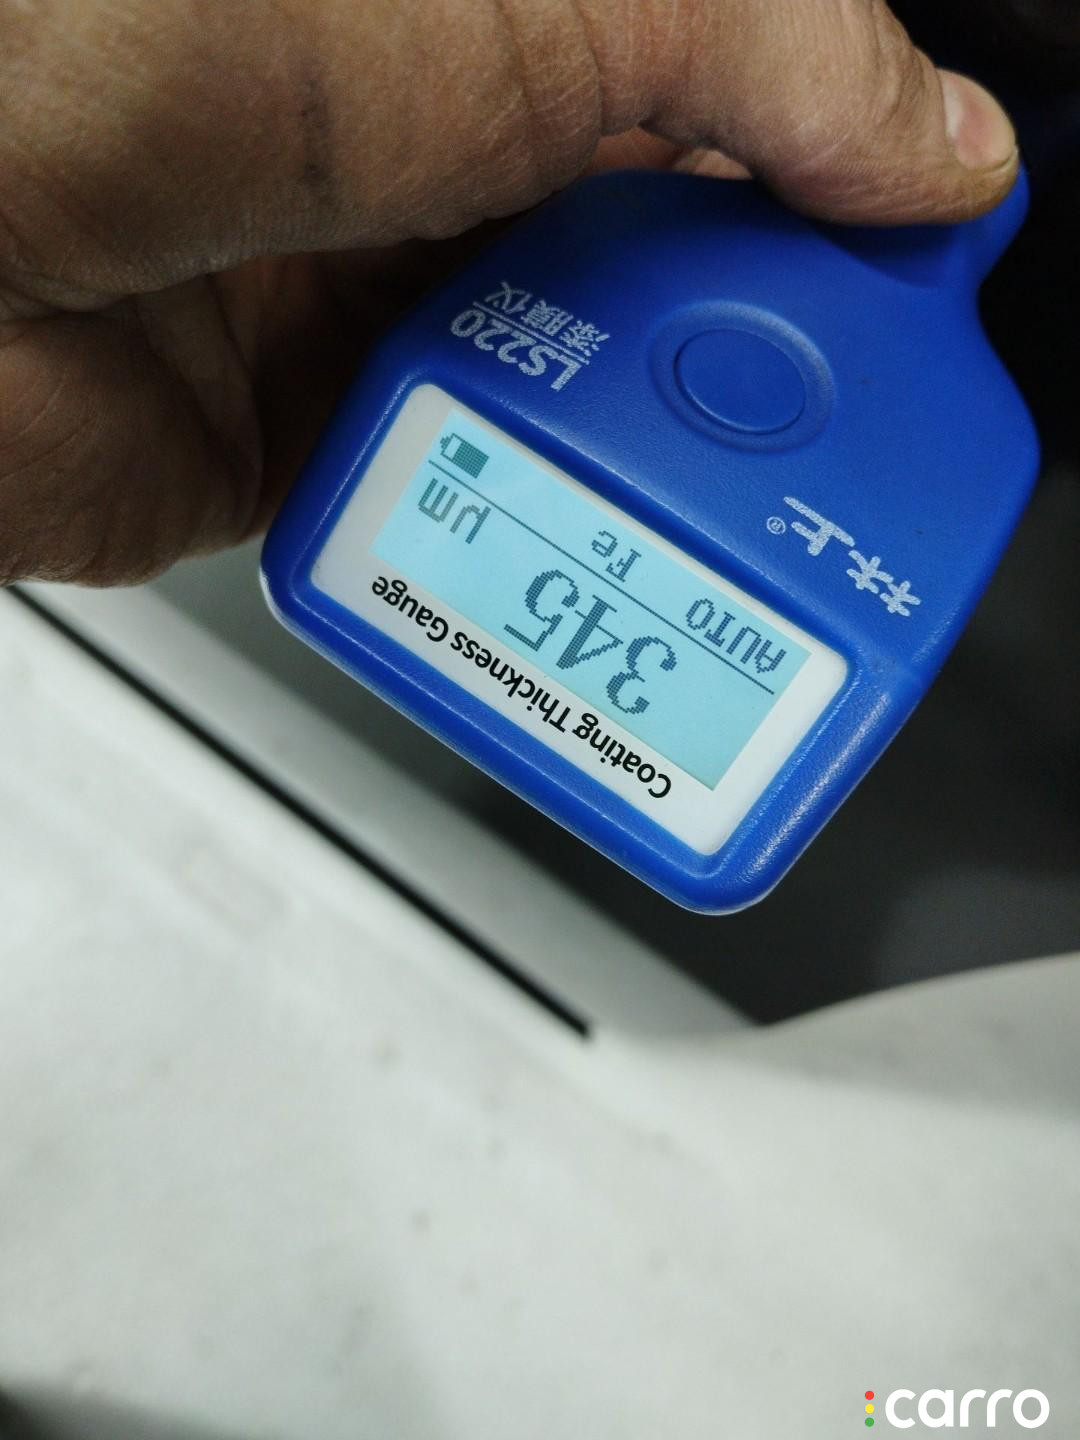 Coating Thickness Gauge
AUTO Fe
345 μm
林上®
LS220
漆膜仪
carro